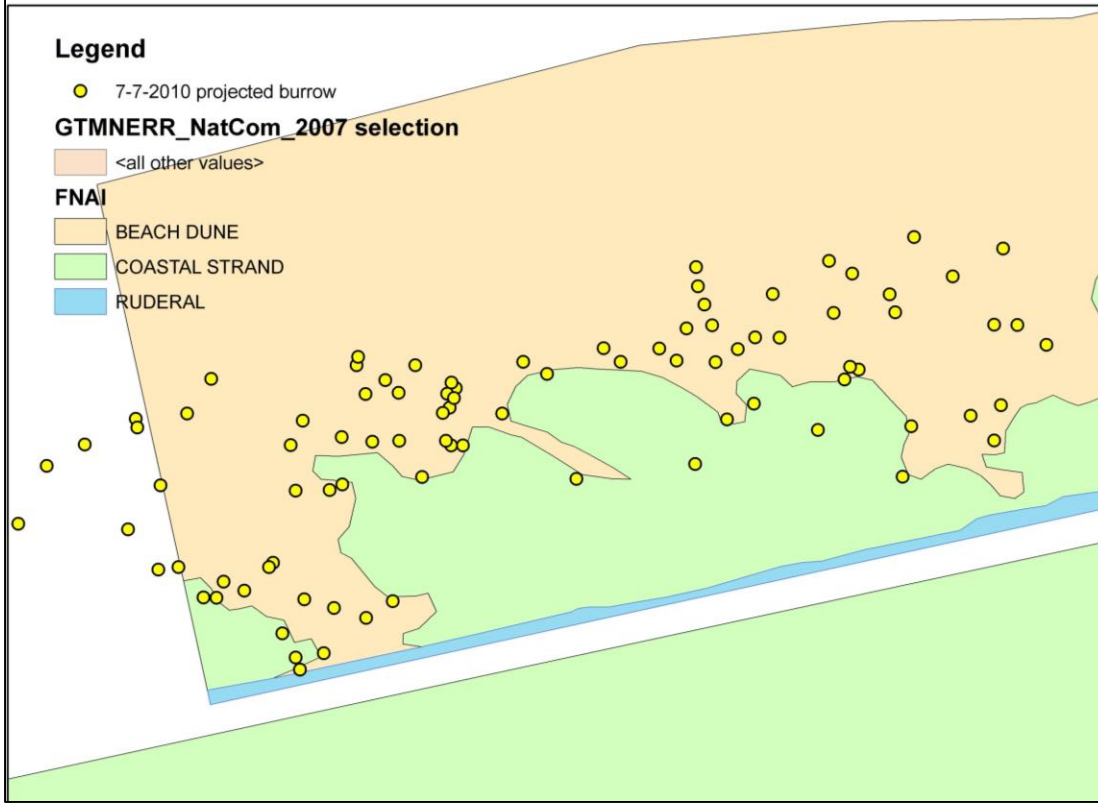 Legend
7-7-2010 projected burrow
GTMNERR_NatCom_2007 selection
<all other values>
FNAI
BEACH DUNE
COASTAL STRAND
RUDERAL